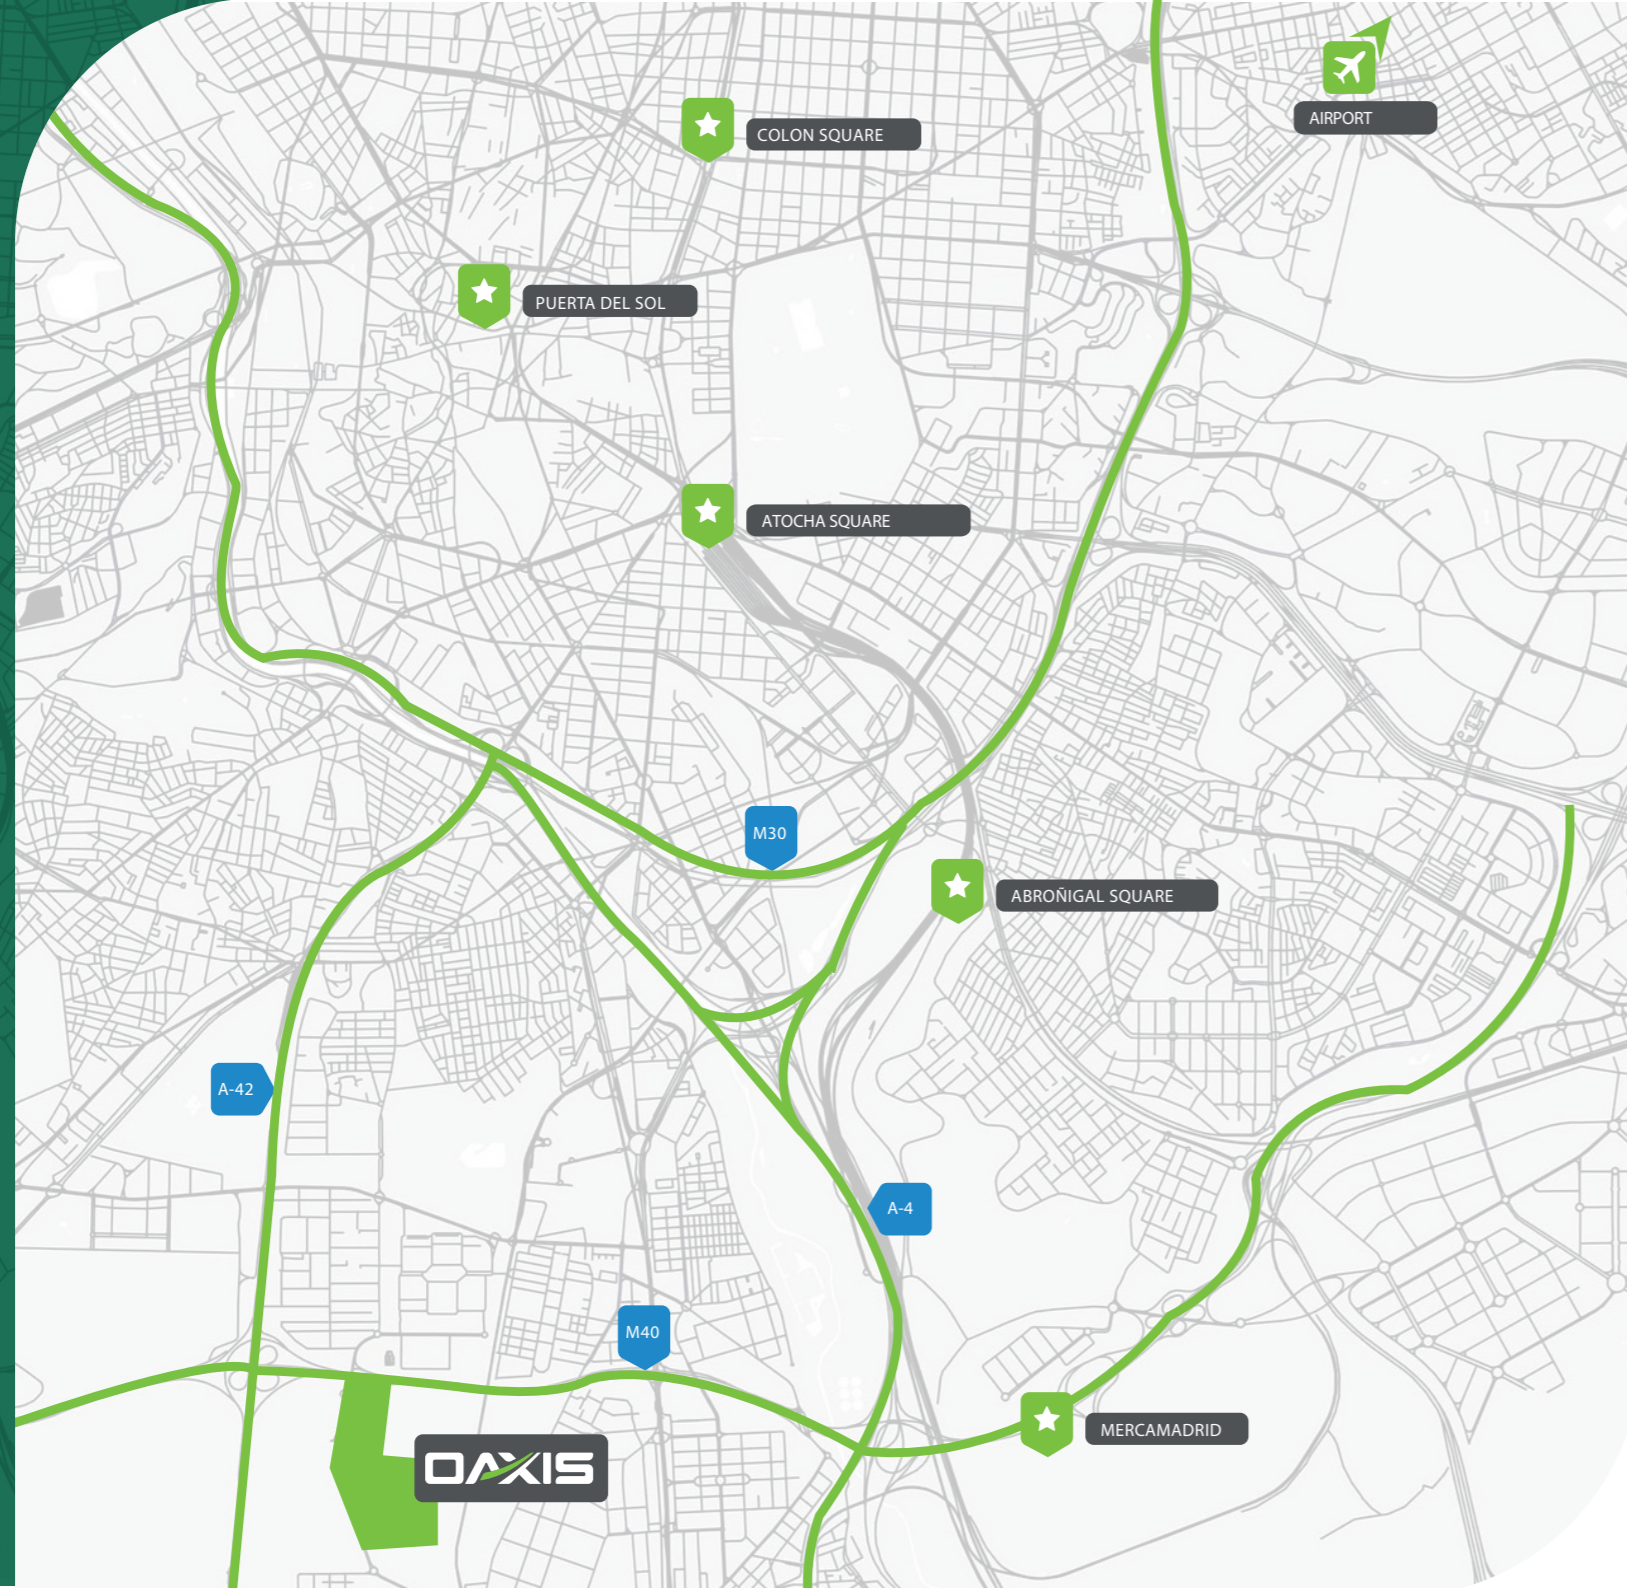 AIRPORT
COLON SQUARE
PUERTA DEL SOL
ATOCHA SQUARE
M30
ABROÑIGAL SQUARE
A-42
A-4
M40
MERCAMADRID
OAXIS